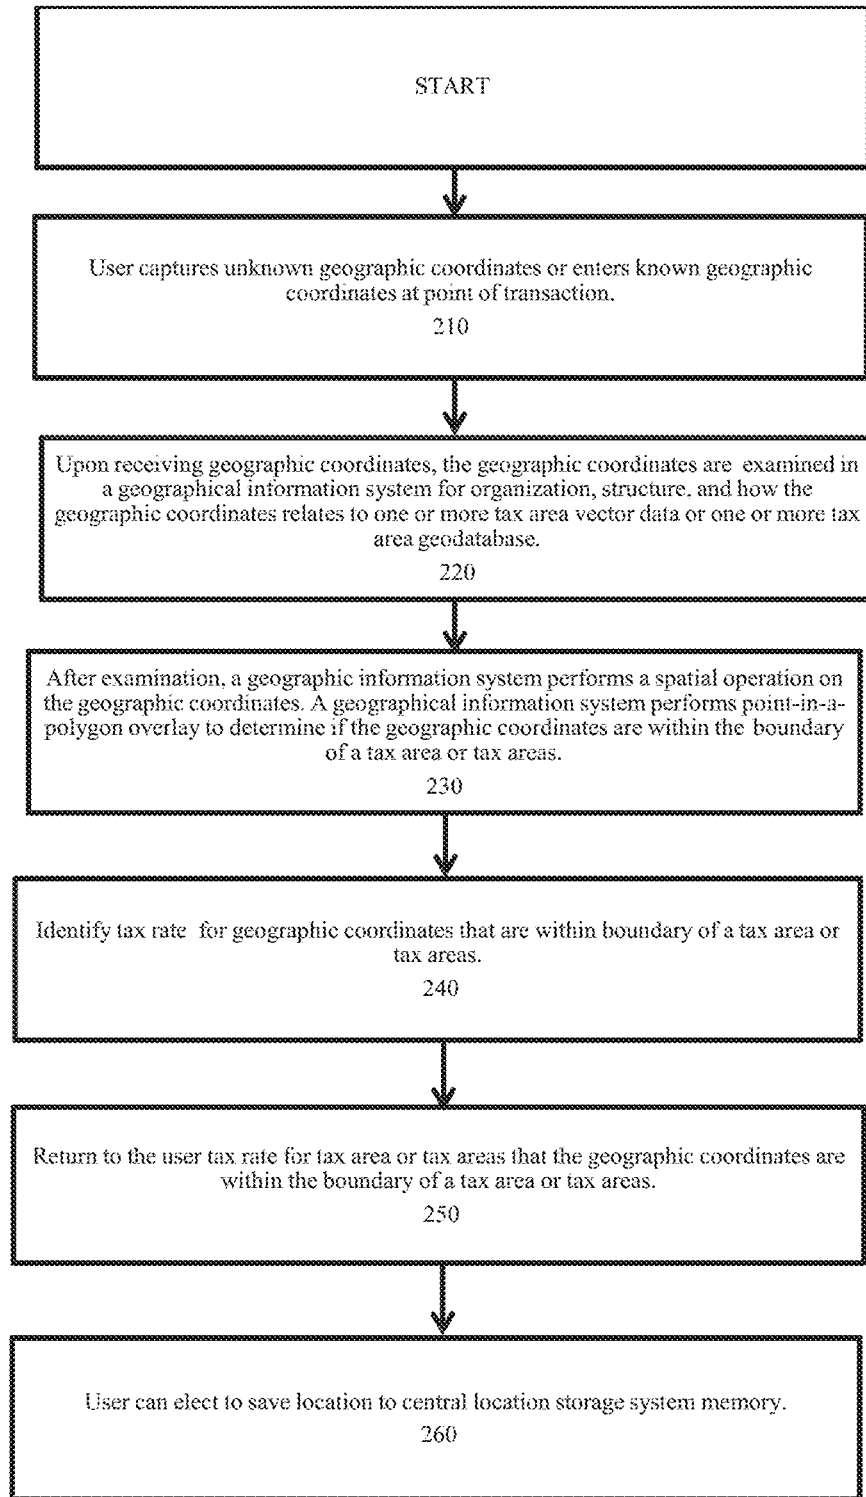 START
User captures unknown geographic coordinates or enters known geographic
coordinates at point of transaction.
210
Upon receiving geographic coordinates, the geographic coordinates are examined in
a geographical information system for organization, structure, and how the
geographic coordinates relates to one or more tax area vector data or one or more tax
area geodatabase.
220
After examination, a geographic information system performs a spatial operation on
the geographic coordinates. A geographical information system performs point-in-a-
polygon overlay to determine if the geographic coordinates are within the boundary
of a tax area or tax areas.
230
Identify tax rate for geographic coordinates that are within boundary of a tax area or
tax areas.
240
Return to the user tax rate for tax area or tax areas that the geographic coordinates are
within the boundary of a tax area or tax areas.
250
User can elect to save location to central location storage system memory.
260